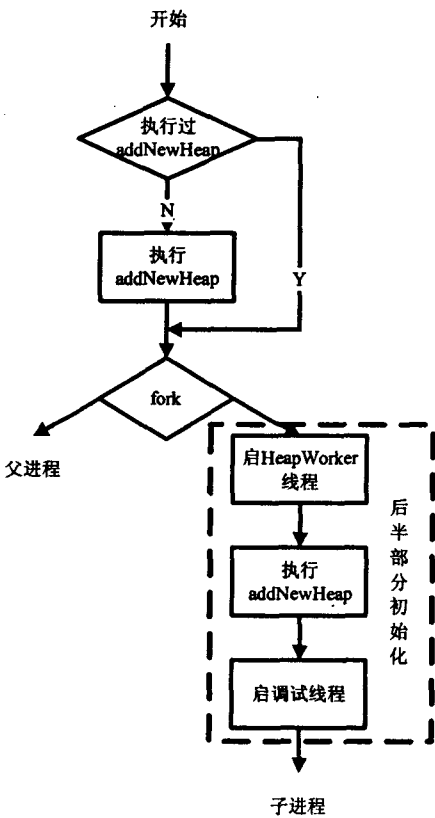 开始
执行过
addNewHeap
N
执行
addNewHeap
Y
fork
父进程
启HeapWorker
线程
执行
addNewHeap
启调试线程
后半部分初始化
子进程